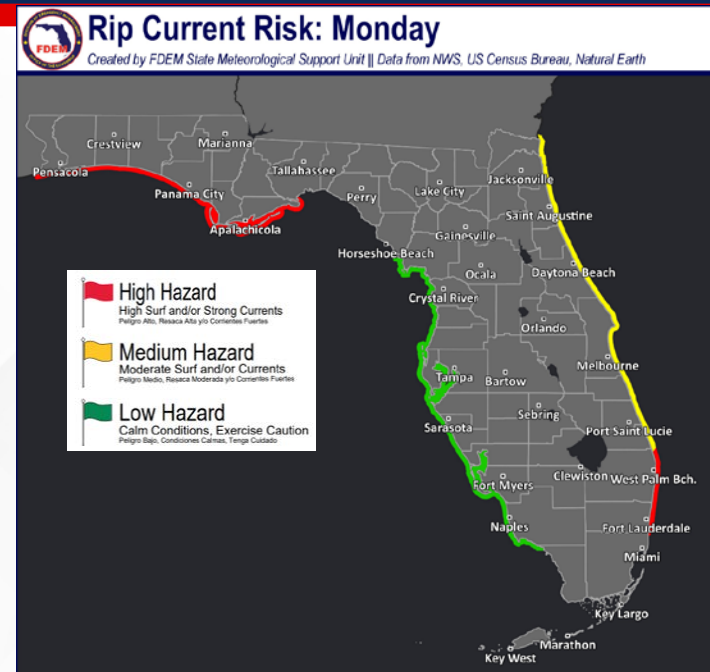 FDEM
Rip Current Risk: Monday
Created by FDEM State Meteorological Support Unit || Data from NWS, US Census Bureau, Natural Earth
Crestview
Marianna
Pensacola
Tallahassee
Panama City
Apalachicola
Perry
Lake City
Jacksonville
Saint Augustine
Gainesville
Horseshoe Beach
Ocala
Daytona Beach
Crystal River
Orlando
Melbourne
Tampa
Bartow
Sebring
Sarasota
Port Saint Lucie
Clewiston
West Palm Bch.
Fort Myers
Naples
Fort Lauderdale
Miami
Key Largo
Marathon
Key West
High Hazard
High Surf and/or Strong Currents
Peligro Alto, Resaca Alta y/o Corrientes Fuertes
Medium Hazard
Moderate Surf and/or Currents
Peligro Medio, Resaca Moderada y/o Corrientes Fuertes
Low Hazard
Calm Conditions, Exercise Caution
Peligro Bajo, Condiciones Calmas, Tenga Cuidado